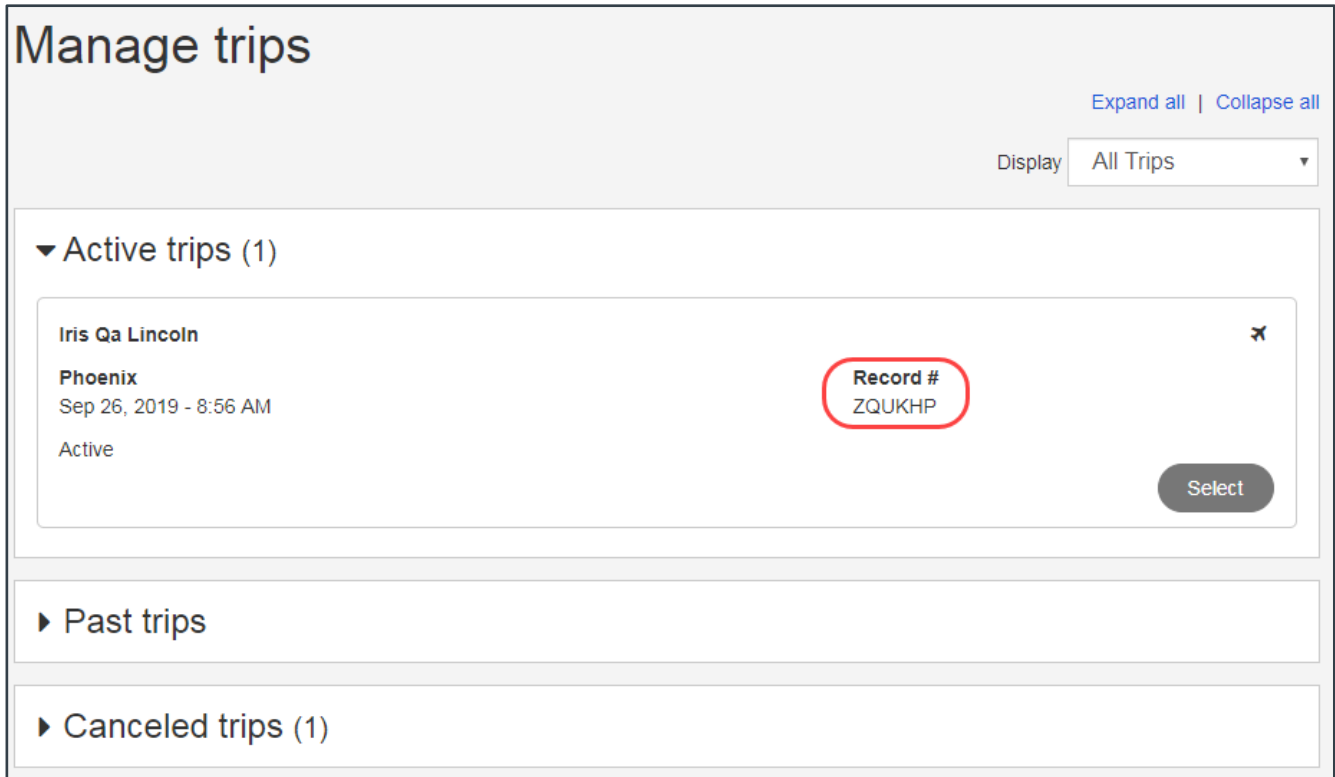 Manage trips
Expand all | Collapse all
Display All Trips
Active trips (1)
Iris Qa Lincoln
Phoenix
Sep 26, 2019 - 8:56 AM
Active
Record #
ZQUKHP
Select
Past trips
Canceled trips (1)